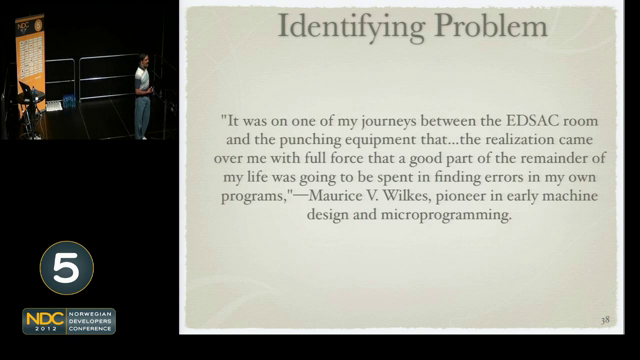 Identifying Problem
"It was on one of my journeys between the EDSAC room
and the punching equipment that...the realization came
over me with full force that a good part of the remainder of
my life was going to be spent in finding errors in my own
programs,"—Maurice V. Wilkes, pioneer in early machine
design and microprogramming.
38
5
NDC
2012
NORWEGIAN
DEVELOPERS
CONFERENCE
NDC